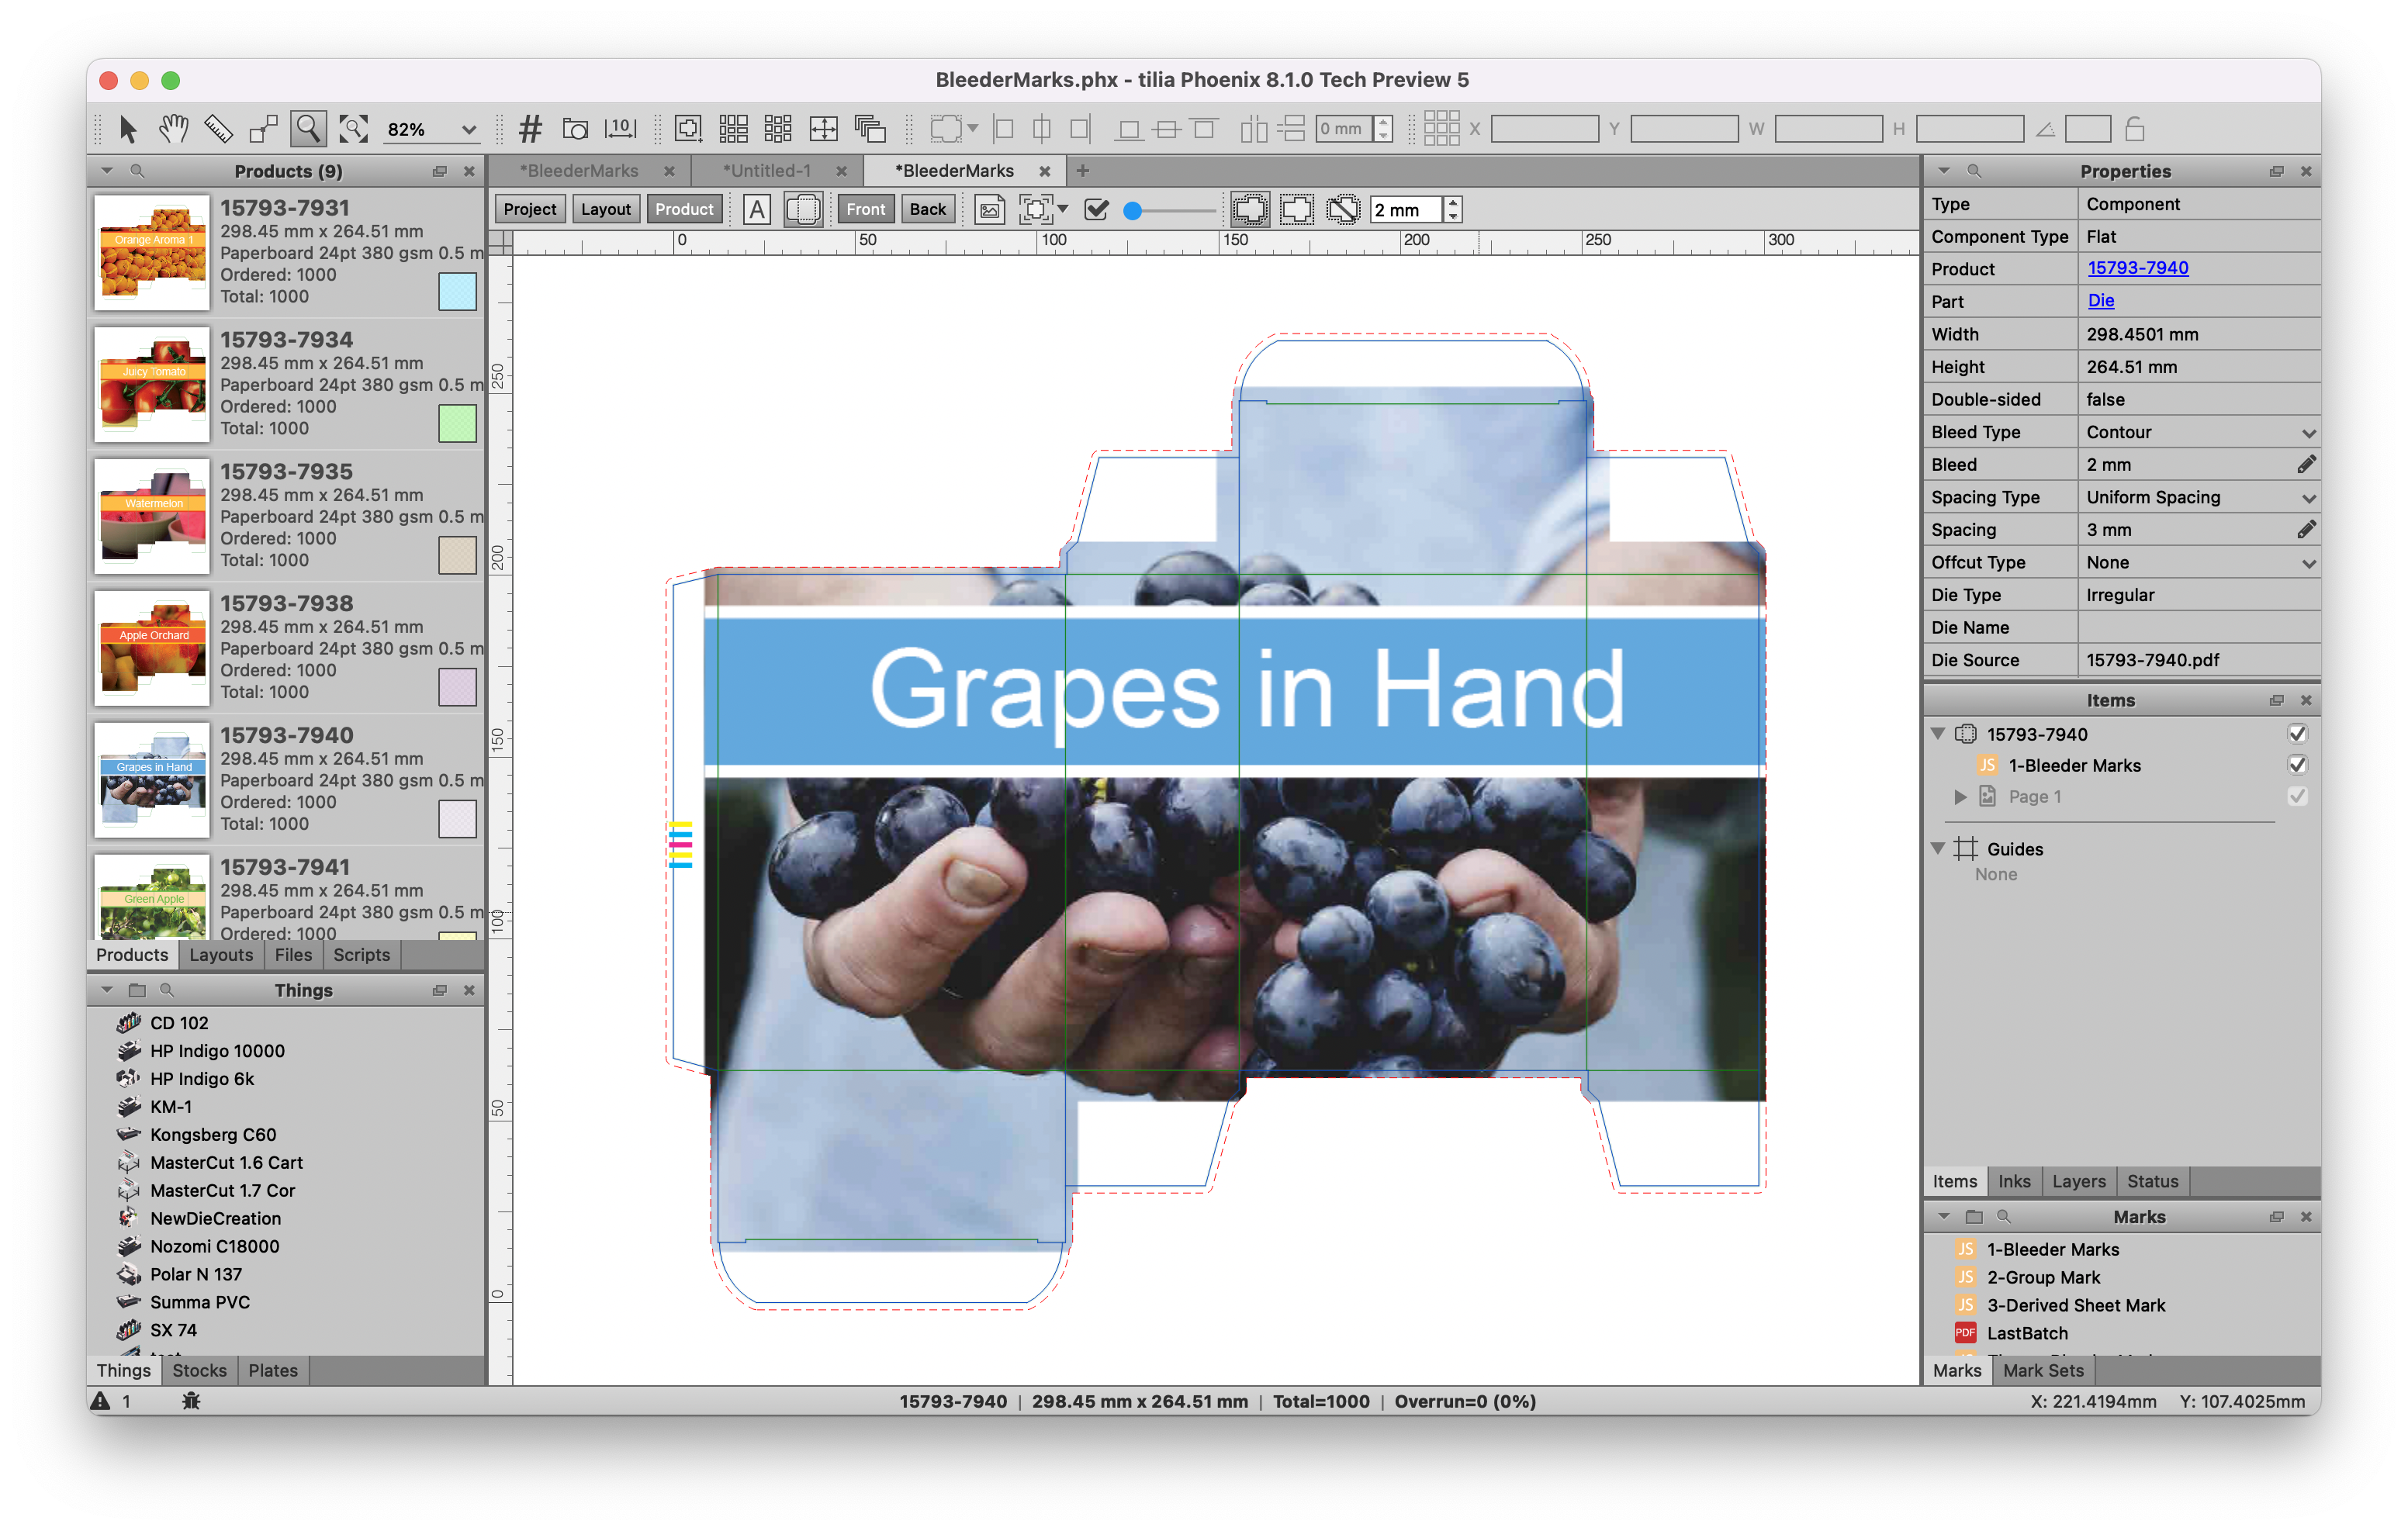 BleederMarks.phx - tilia Phoenix 8.1.0 Tech Preview 5
82%
10
0 mm
X
Y
W
H
Products (9)
15793-7931
298.45 mm x 264.51 mm
Paperboard 24pt 380 gsm 0.5 m
Ordered: 1000
Total: 1000
Orange Aroma 1
15793-7934
298.45 mm x 264.51 mm
Paperboard 24pt 380 gsm 0.5 m
Ordered: 1000
Total: 1000
Juicy Tomato
15793-7935
298.45 mm x 264.51 mm
Paperboard 24pt 380 gsm 0.5 m
Ordered: 1000
Total: 1000
Watermelon
15793-7938
298.45 mm x 264.51 mm
Paperboard 24pt 380 gsm 0.5 m
Ordered: 1000
Total: 1000
Apple Orchard
15793-7940
298.45 mm x 264.51 mm
Paperboard 24pt 380 gsm 0.5 m
Ordered: 1000
Total: 1000
Grapes in Hand
15793-7941
298.45 mm x 264.51 mm
Paperboard 24pt 380 gsm 0.5 m
Ordered: 1000
Green Apple
Products Layouts Files Scripts
Things
CD 102
HP Indigo 10000
HP Indigo 6k
KM-1
Kongsberg C60
MasterCut 1.6 Cart
MasterCut 1.7 Cor
NewDieCreation
Nozomi C18000
Polar N 137
Summa PVC
SX 74
Things Stocks Plates
*BleederMarks *Untitled-1 *BleederMarks
Project Layout Product A Front Back 2 mm
0 50 100 150 200 250 300
250
200
150
100
50
0
Grapes in Hand
Properties
Type Component
Component Type Flat
Product 15793-7940
Part Die
Width 298.4501 mm
Height 264.51 mm
Double-sided false
Bleed Type Contour
Bleed 2 mm
Spacing Type Uniform Spacing
Spacing 3 mm
Offcut Type None
Die Type Irregular
Die Name
Die Source 15793-7940.pdf
Items
15793-7940
JS 1-Bleeder Marks
Page 1
Guides
None
Items Inks Layers Status
Marks
JS 1-Bleeder Marks
JS 2-Group Mark
JS 3-Derived Sheet Mark
PDF LastBatch
Marks Mark Sets
1
15793-7940 | 298.45 mm x 264.51 mm | Total=1000 | Overrun=0 (0%)
X: 221.4194mm Y: 107.4025mm